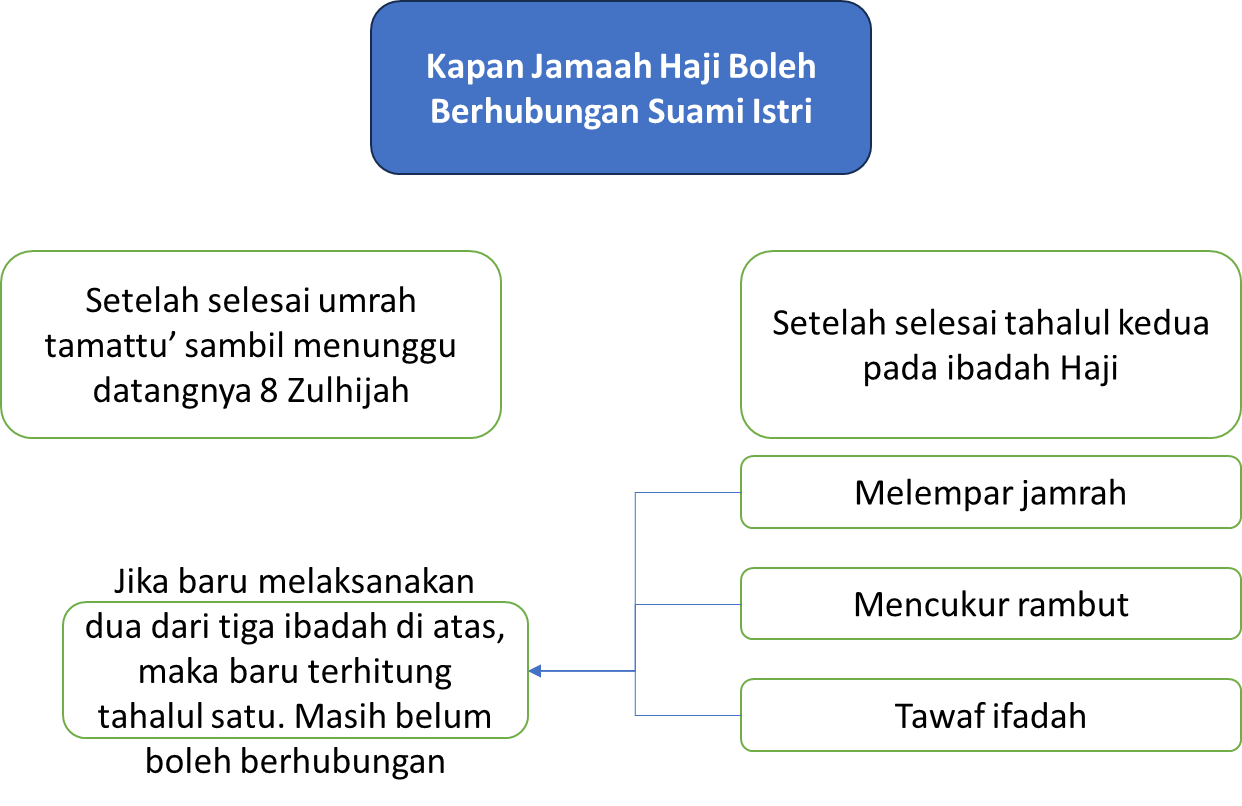 Kapan Jamaah Haji Boleh
Berhubungan Suami Istri
Setelah selesai umrah
tamattu’ sambil menunggu
datangnya 8 Zulhijah
Setelah selesai tahalul kedua
pada ibadah Haji
Melempar jamrah
Mencukur rambut
Tawaf ifadah
Jika baru melaksanakan
dua dari tiga ibadah di atas,
maka baru terhitung
tahalul satu. Masih belum
boleh berhubungan